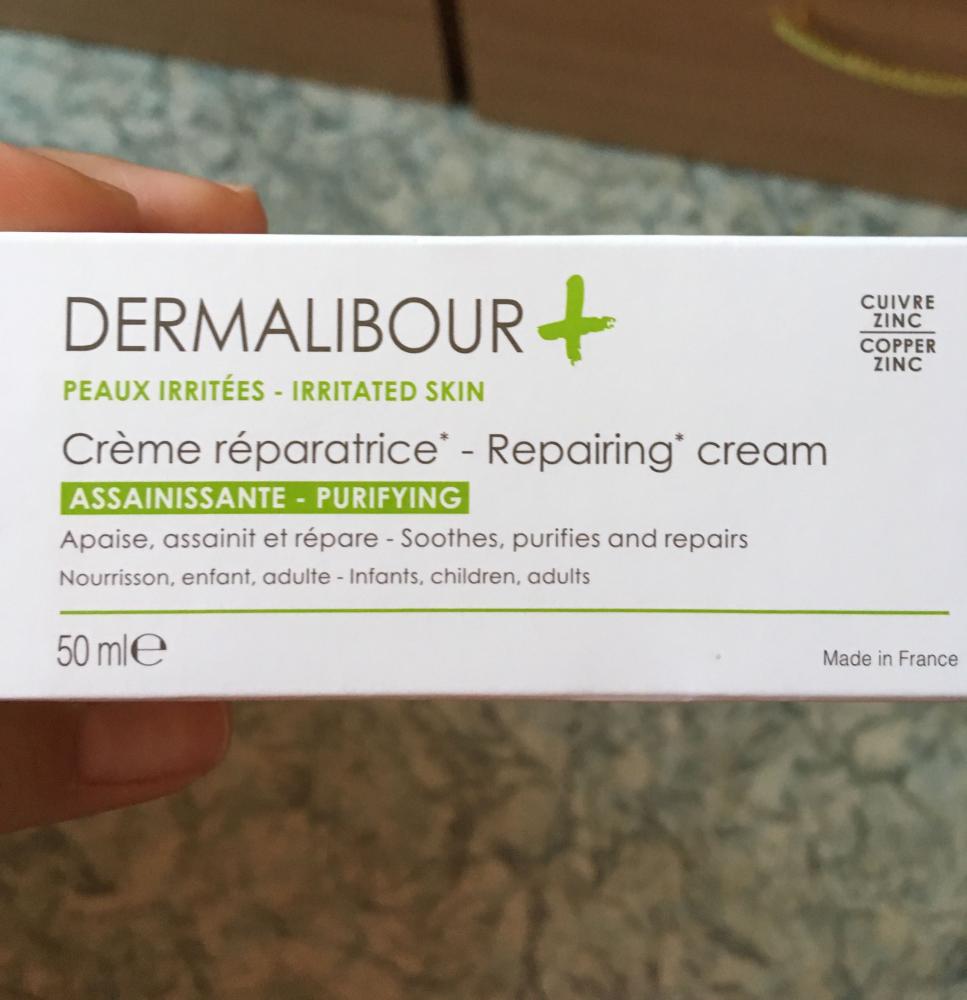 DERMALIBOUR+
CUIVRE
ZINC
COPPER
ZINC
PEAUX IRRITÉES - IRRITATED SKIN
Crème réparatrice* - Repairing* cream
ASSAINISSANTE - PURIFYING
Apaise, assainit et répare - Soothes, purifies and repairs
Nourrisson, enfant, adulte - Infants, children, adults
50 ml℮
Made in France